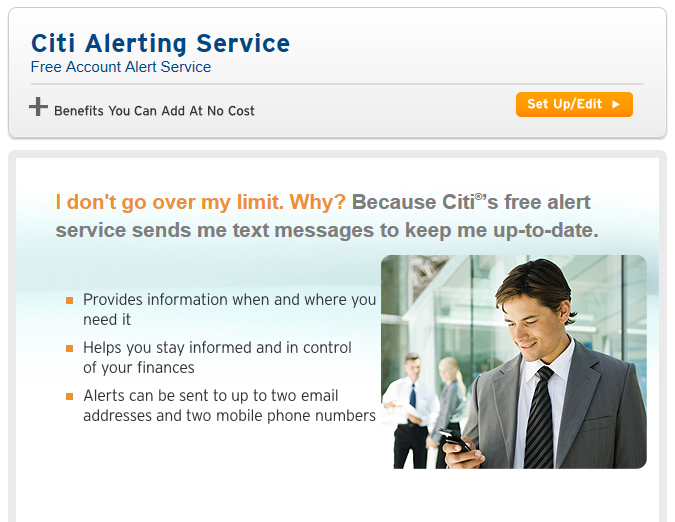 Citi Alerting Service
Free Account Alert Service
Benefits You Can Add At No Cost
Set Up/Edit
I don't go over my limit. Why? Because Citi®'s free alert
service sends me text messages to keep me up-to-date.
Provides information when and where you
need it
Helps you stay informed and in control
of your finances
Alerts can be sent to up to two email
addresses and two mobile phone numbers